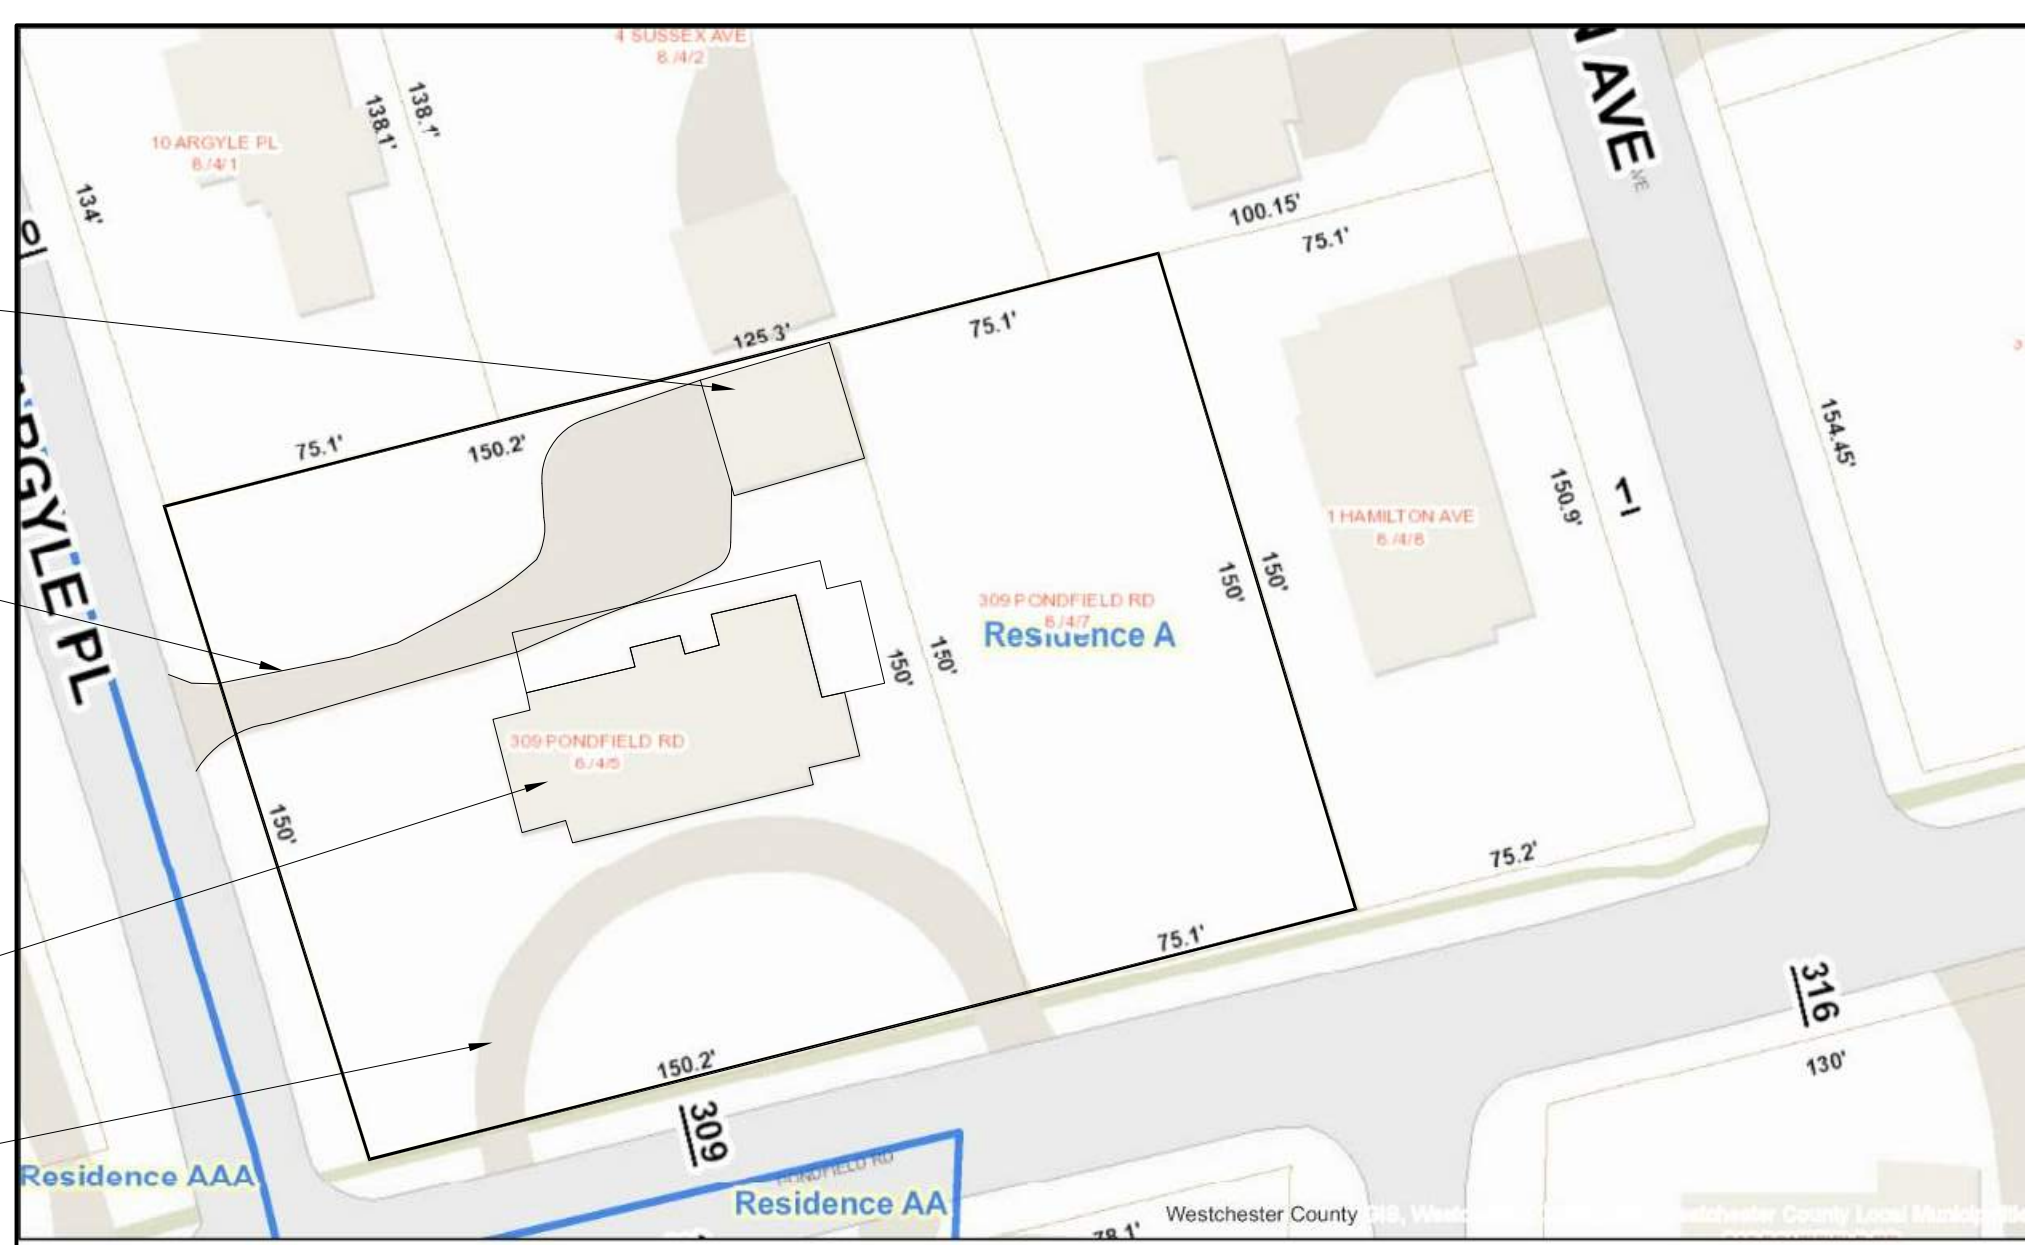 4 SUSSEX AVE
8./4/2
138.1'
138.1'
10 ARGYLE PL
8./4/1
134'
AVE
100.15'
75.1'
125.3'
75.1'
75.1'
150.2'
154.45'
150.9'
1
1 HAMILTON AVE
8./4/8
150'
150'
309 PONDFIELD RD
8./4/7
Residence A
150'
150'
ARGYLE PL
309 PONDFIELD RD
8./4/5
150'
75.2'
75.1'
316
130'
150.2'
309
PONDFIELD RD
Residence AAA
Residence AA
Westchester County
78.1'